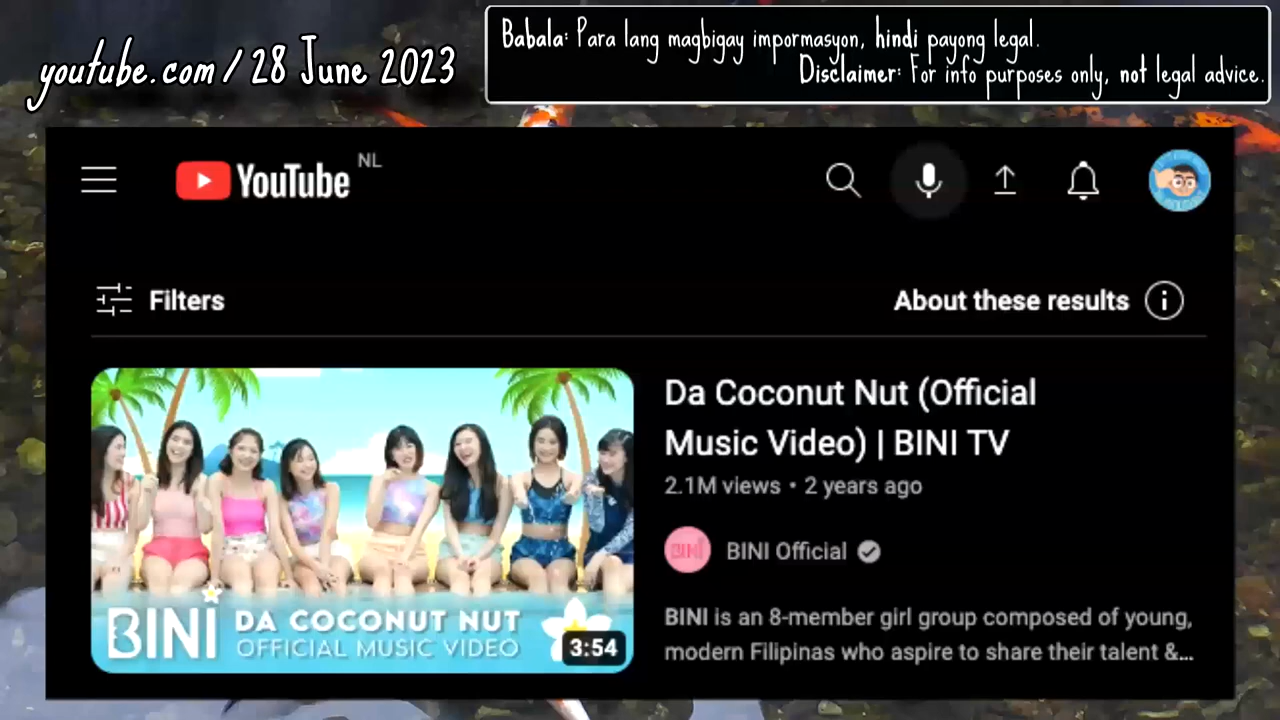 youtube.com / 28 June 2023
Babala: Para lang magbigay impormasyon, hindi payong legal.
Disclaimer: For info purposes only, not legal advice.
YouTube NL
Filters
About these results
Da Coconut Nut (Official
Music Video) | BINI TV
2.1M views • 2 years ago
BINI
BINI Official
BINI is an 8-member girl group composed of young,
modern Filipinas who aspire to share their talent &...
BINI
DA COCONUT NUT
OFFICIAL MUSIC VIDEO
3:54